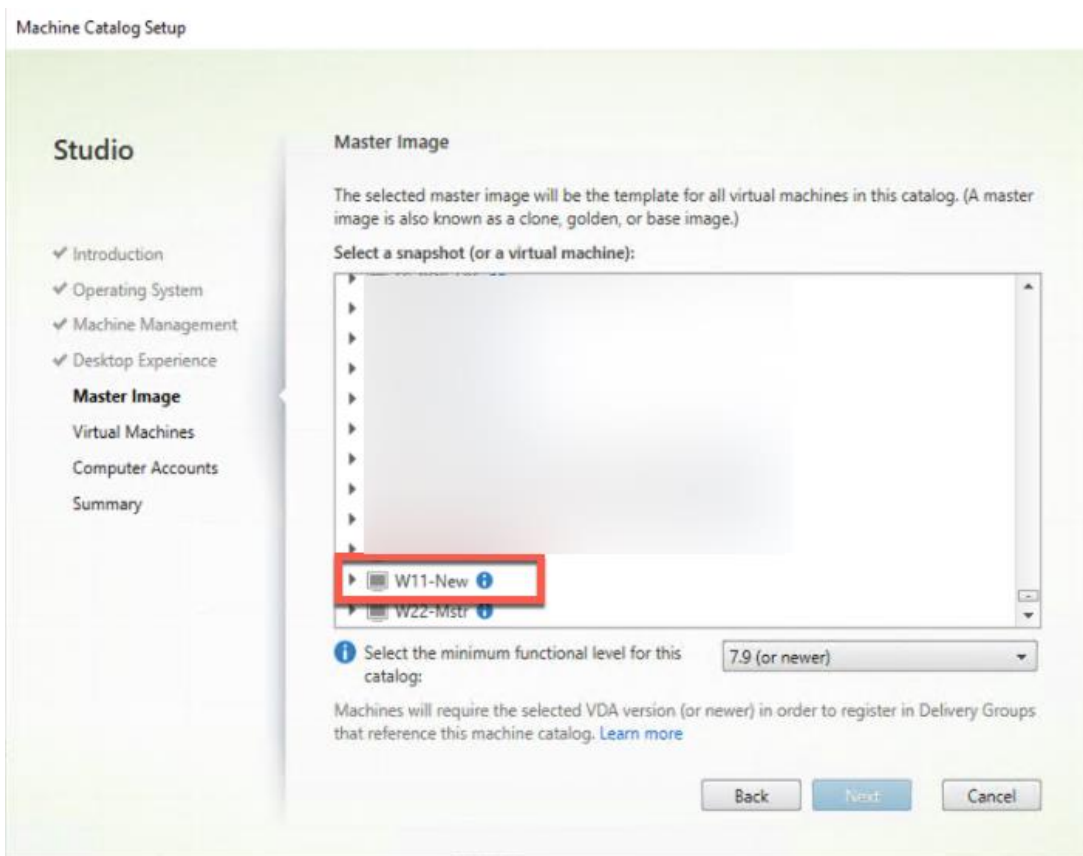 Machine Catalog Setup
Studio
Introduction
Operating System
Machine Management
Desktop Experience
Master Image
Virtual Machines
Computer Accounts
Summary
Master Image
The selected master image will be the template for all virtual machines in this catalog. (A master
image is also known as a clone, golden, or base image.)
Select a snapshot (or a virtual machine):
W11-New
W22-Mstr
Select the minimum functional level for this
catalog:
7.9 (or newer)
Machines will require the selected VDA version (or newer) in order to register in Delivery Groups
that reference this machine catalog. Learn more
Back
Next
Cancel